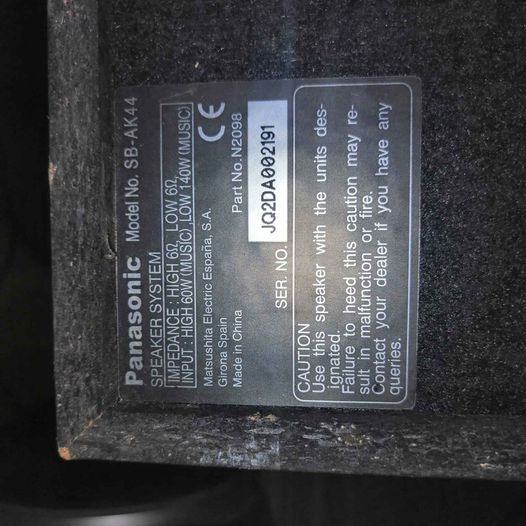 Panasonic Model No. SB-AK44
SPEAKER SYSTEM
IMPEDANCE : HIGH 6Ω, LOW 6Ω
INPUT : HIGH 60W (MUSIC), LOW 140W (MUSIC)
Matsushita Electric España, S.A.
Girona Spain
Made in China
CE
Part No.N2098
SER. NO. JQ2DA002191
CAUTION
Use this speaker with the units des-
ignated.
Failure to heed this caution may re-
sult in malfunction or fire.
Contact your dealer if you have any
queries.